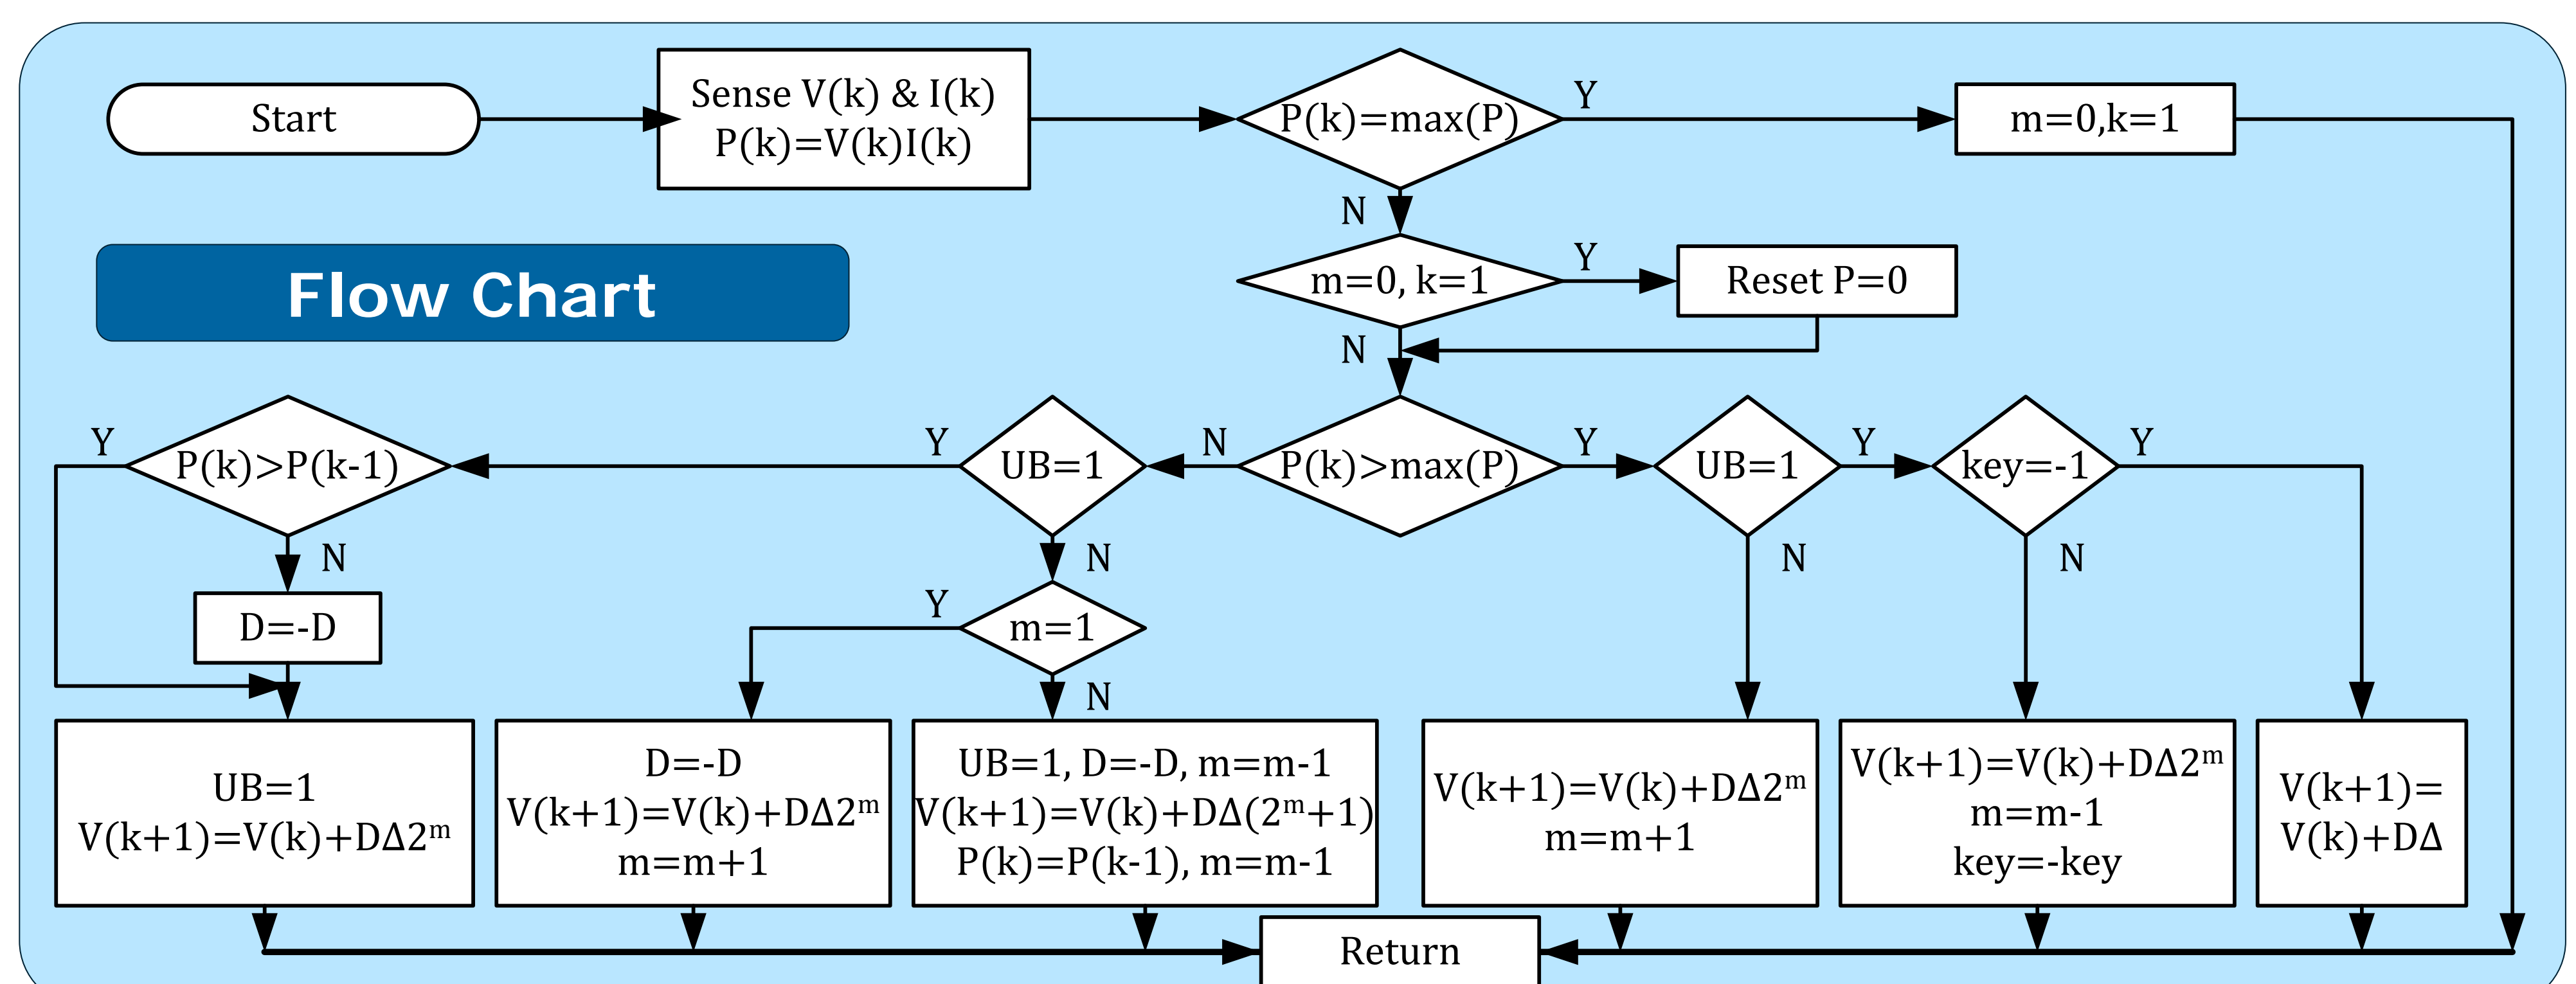 Start
Sense V(k) & I(k)
P(k)=V(k)I(k)
P(k)=max(P)
Y
m=0,k=1
N
Flow Chart
m=0, k=1
Y
Reset P=0
N
Y
P(k)>P(k-1)
Y
UB=1
N
P(k)>max(P)
Y
UB=1
Y
key=-1
Y
N
N
N
N
D=-D
Y
m=1
N
UB=1
V(k+1)=V(k)+DΔ2ᵐ
D=-D
V(k+1)=V(k)+DΔ2ᵐ
m=m+1
UB=1, D=-D, m=m-1
V(k+1)=V(k)+DΔ(2ᵐ+1)
P(k)=P(k-1), m=m-1
V(k+1)=V(k)+DΔ2ᵐ
m=m+1
V(k+1)=V(k)+DΔ2ᵐ
m=m-1
key=-key
V(k+1)=
V(k)+DΔ
Return